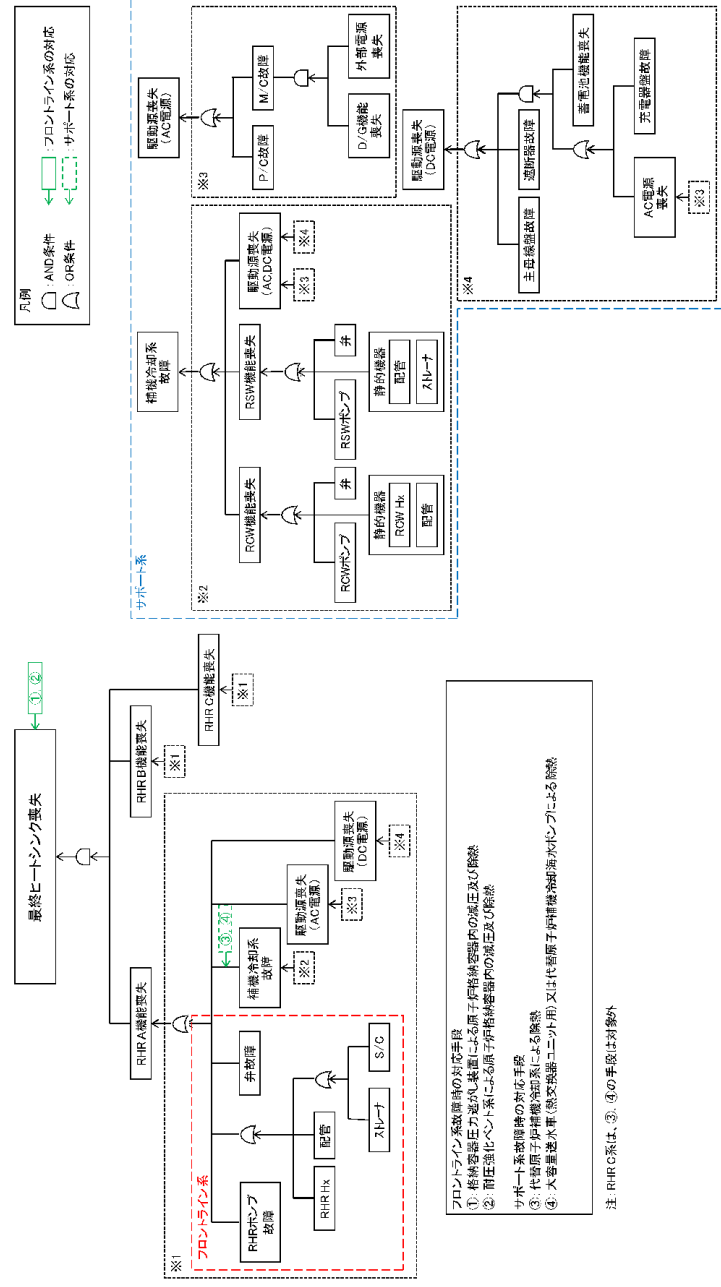 最終ヒートシンク喪失
①, ②
RHR A機能喪失
RHR B機能喪失
※1
RHR C機能喪失
※1
※1
フロントライン系
RHRポンプ
故障
弁故障
RHR Hx
配管
ストレーナ
S/C
③, ④
補機冷却系
故障
※2
駆動源喪失
(AC電源)
※3
駆動源喪失
(DC電源)
※4
フロントライン系故障時の対応手段
①: 格納容器圧力逃がし装置による原子炉格納容器内の減圧及び除熱
②: 耐圧強化ベント系による原子炉格納容器内の減圧及び除熱
サポート系故障時の対応手段
③: 代替原子炉補機冷却系による除熱
④: 大容量送水車(熱交換器ユニット用)又は代替原子炉補機冷却海水ポンプによる除熱
注: RHR C系は、③, ④の手段は対象外
凡例
:AND条件
:OR条件
:フロントライン系の対応
:サポート系の対応
サポート系
※2
補機冷却系
故障
RCW機能喪失
RCWポンプ
弁
静的機器
RCW Hx
配管
RSW機能喪失
RSWポンプ
弁
静的機器
配管
ストレーナ
駆動源喪失
(AC,DC電源)
※3
※4
※3
駆動源喪失
(AC電源)
P/C故障
M/C故障
D/G機能
喪失
外部電源
喪失
※4
駆動源喪失
(DC電源)
主母線盤故障
遮断器故障
蓄電池機能喪失
AC電源
喪失
※3
充電器盤故障